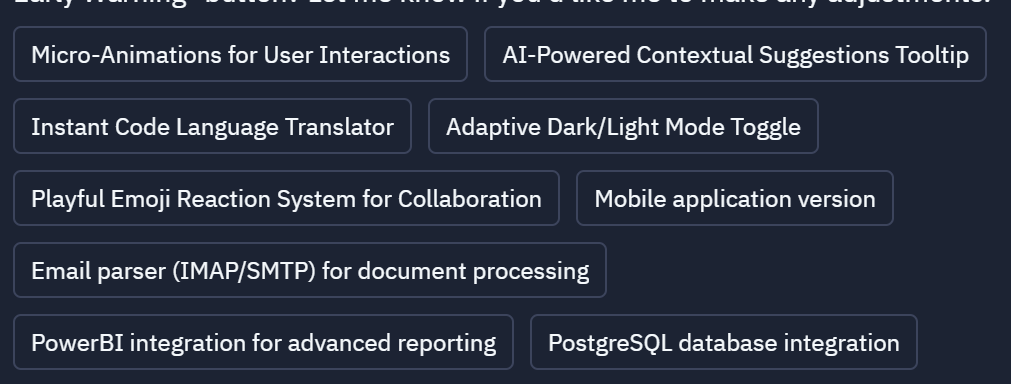 Early Warning" button. Let me know if you'd like me to make any adjustments.
Micro-Animations for User Interactions
AI-Powered Contextual Suggestions Tooltip
Instant Code Language Translator
Adaptive Dark/Light Mode Toggle
Playful Emoji Reaction System for Collaboration
Mobile application version
Email parser (IMAP/SMTP) for document processing
PowerBI integration for advanced reporting
PostgreSQL database integration